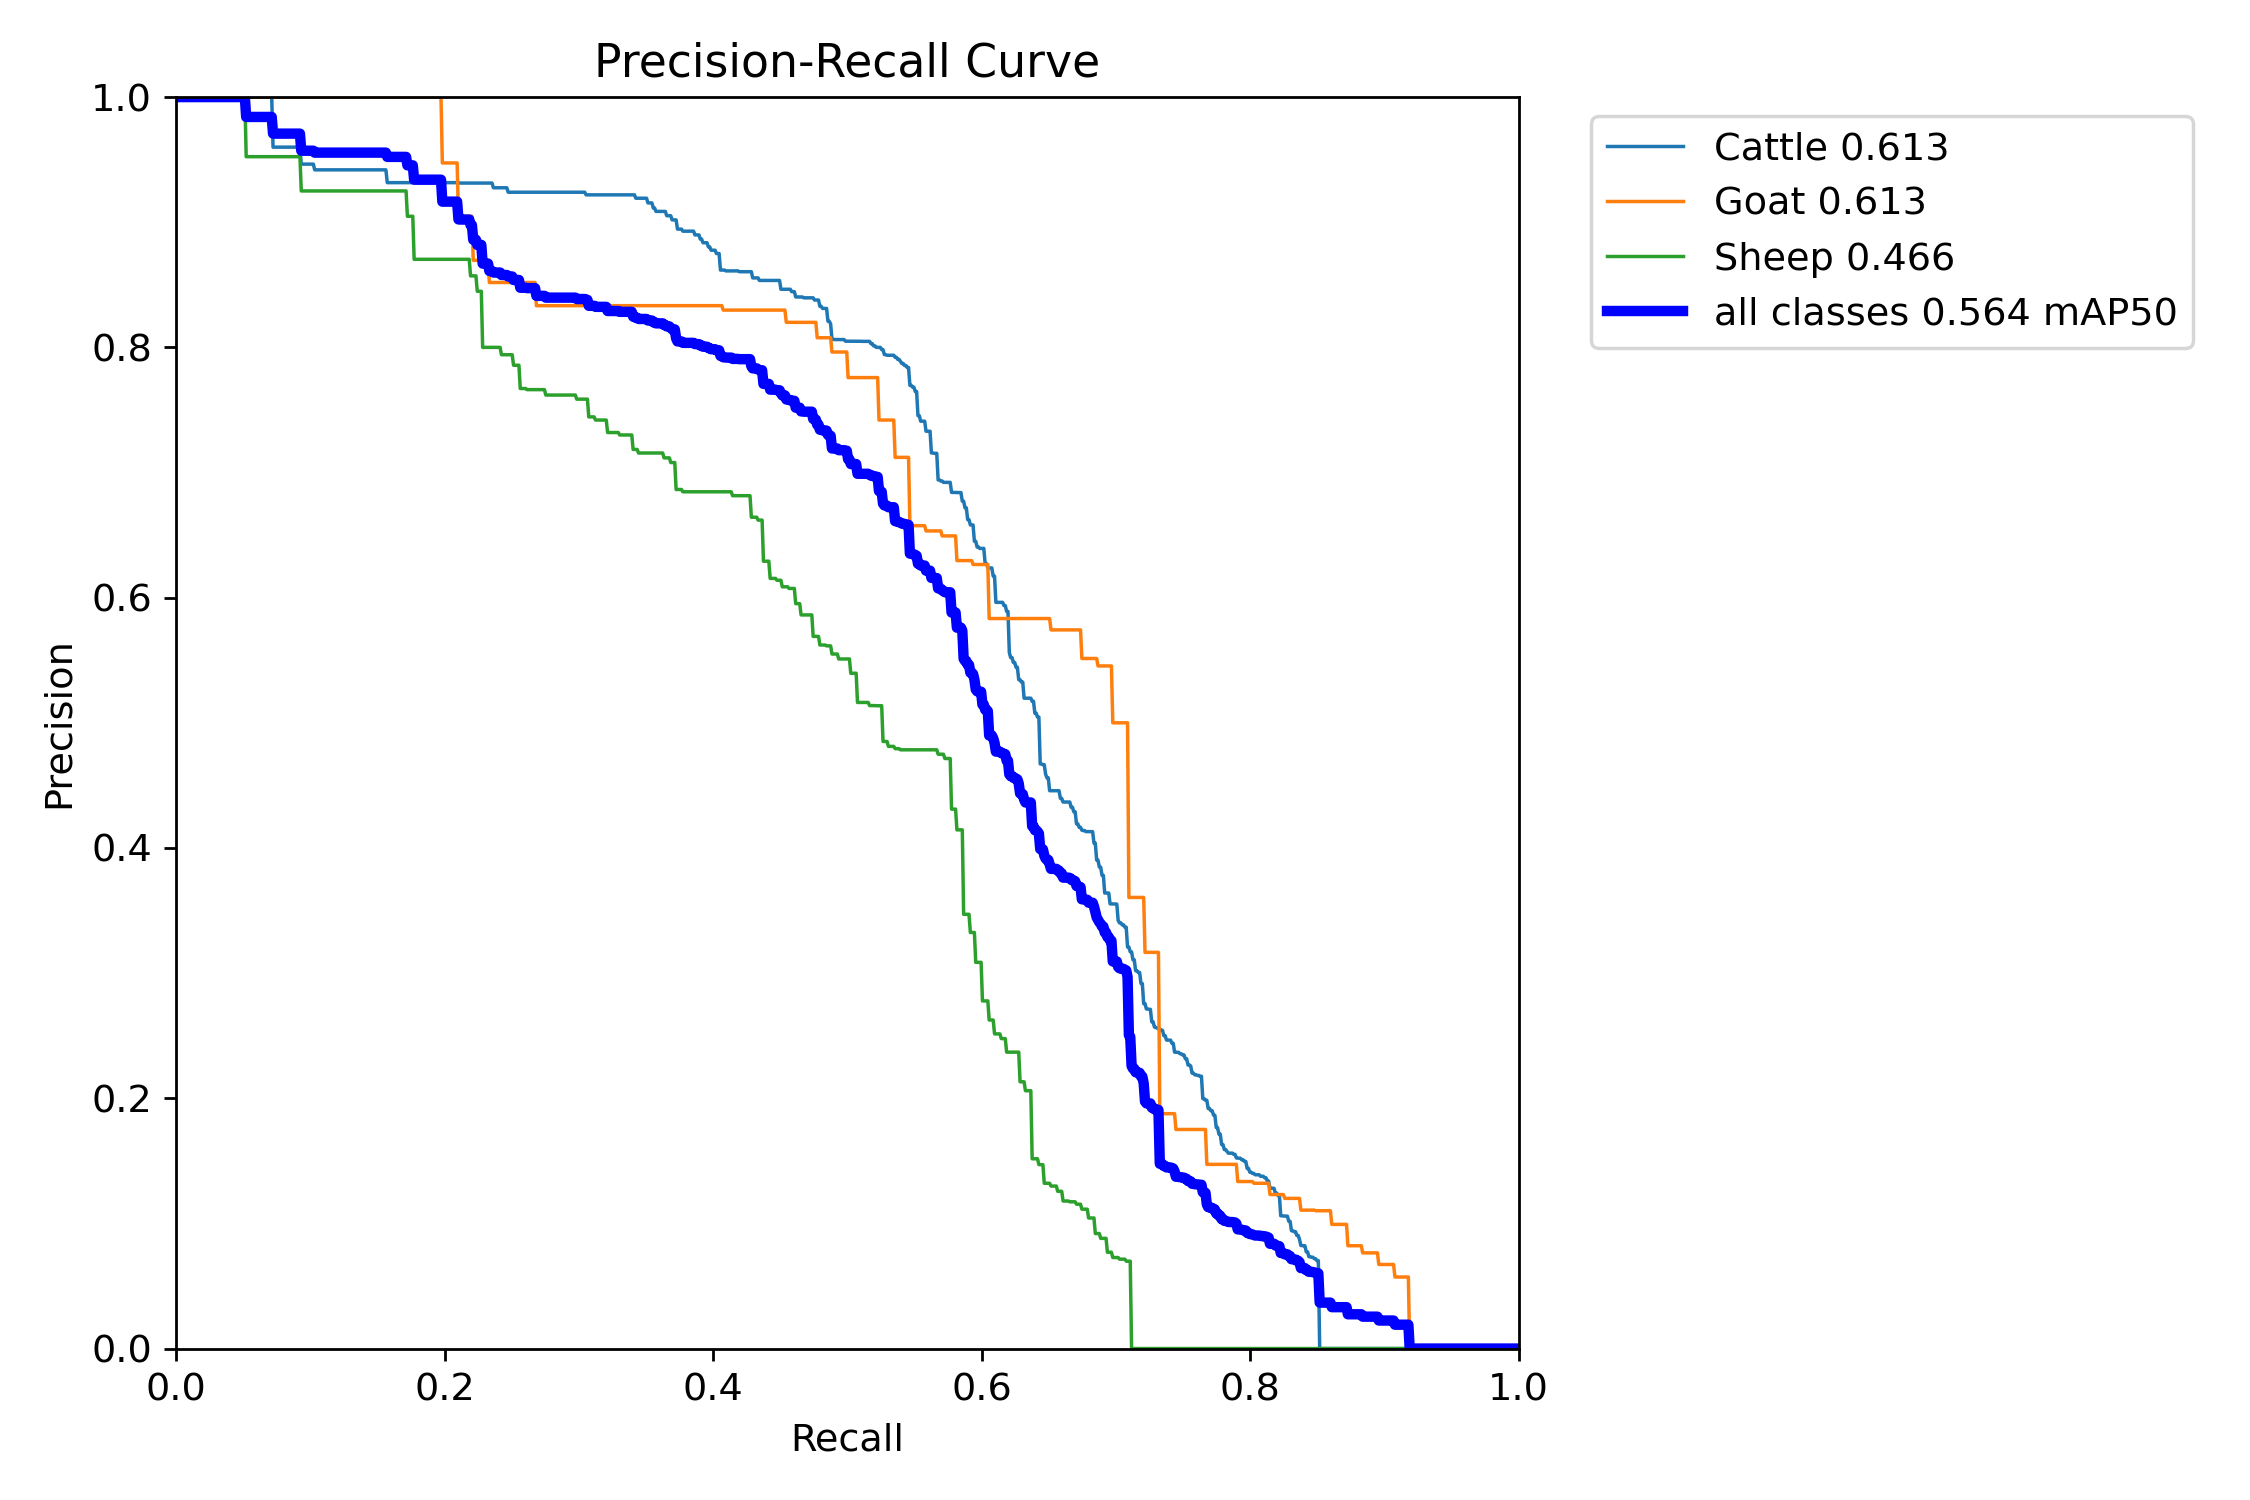 Precision-Recall Curve
1.0
0.8
0.6
0.4
0.2
0.0
Precision
0.0 0.2 0.4 0.6 0.8 1.0
Recall
Cattle 0.613
Goat 0.613
Sheep 0.466
all classes 0.564 mAP50